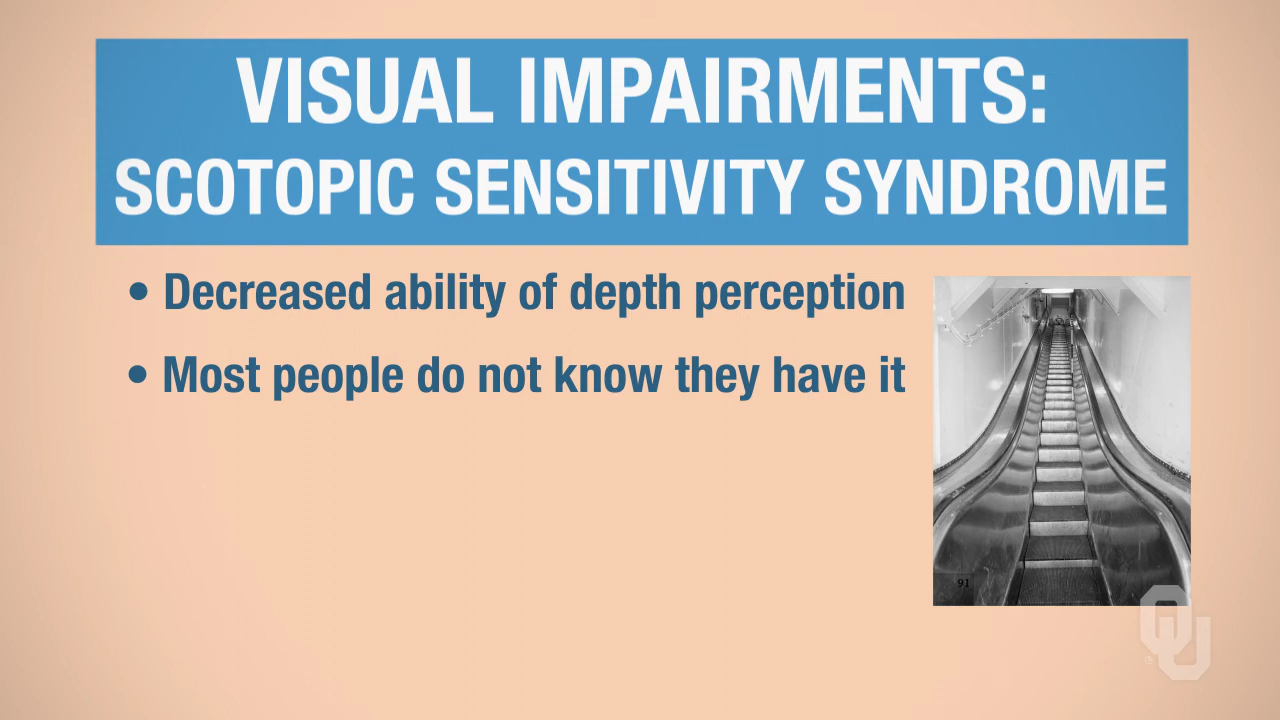 VISUAL IMPAIRMENTS:
SCOTOPIC SENSITIVITY SYNDROME
• Decreased ability of depth perception
• Most people do not know they have it
91
OU